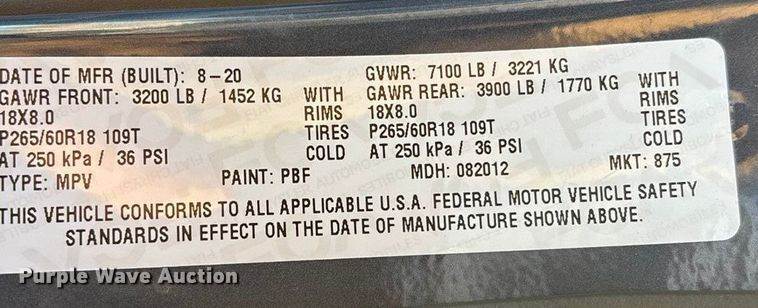 DATE OF MFR (BUILT): 8-20 GVWR: 7100 LB / 3221 KG
GAWR FRONT: 3200 LB / 1452 KG WITH GAWR REAR: 3900 LB / 1770 KG WITH
18X8.0 RIMS 18X8.0 RIMS
P265/60R18 109T TIRES P265/60R18 109T TIRES
AT 250 kPa / 36 PSI COLD AT 250 kPa / 36 PSI COLD
TYPE: MPV PAINT: PBF MDH: 082012 MKT: 875
THIS VEHICLE CONFORMS TO ALL APPLICABLE U.S.A. FEDERAL MOTOR VEHICLE SAFETY
STANDARDS IN EFFECT ON THE DATE OF MANUFACTURE SHOWN ABOVE.
Purple Wave Auction